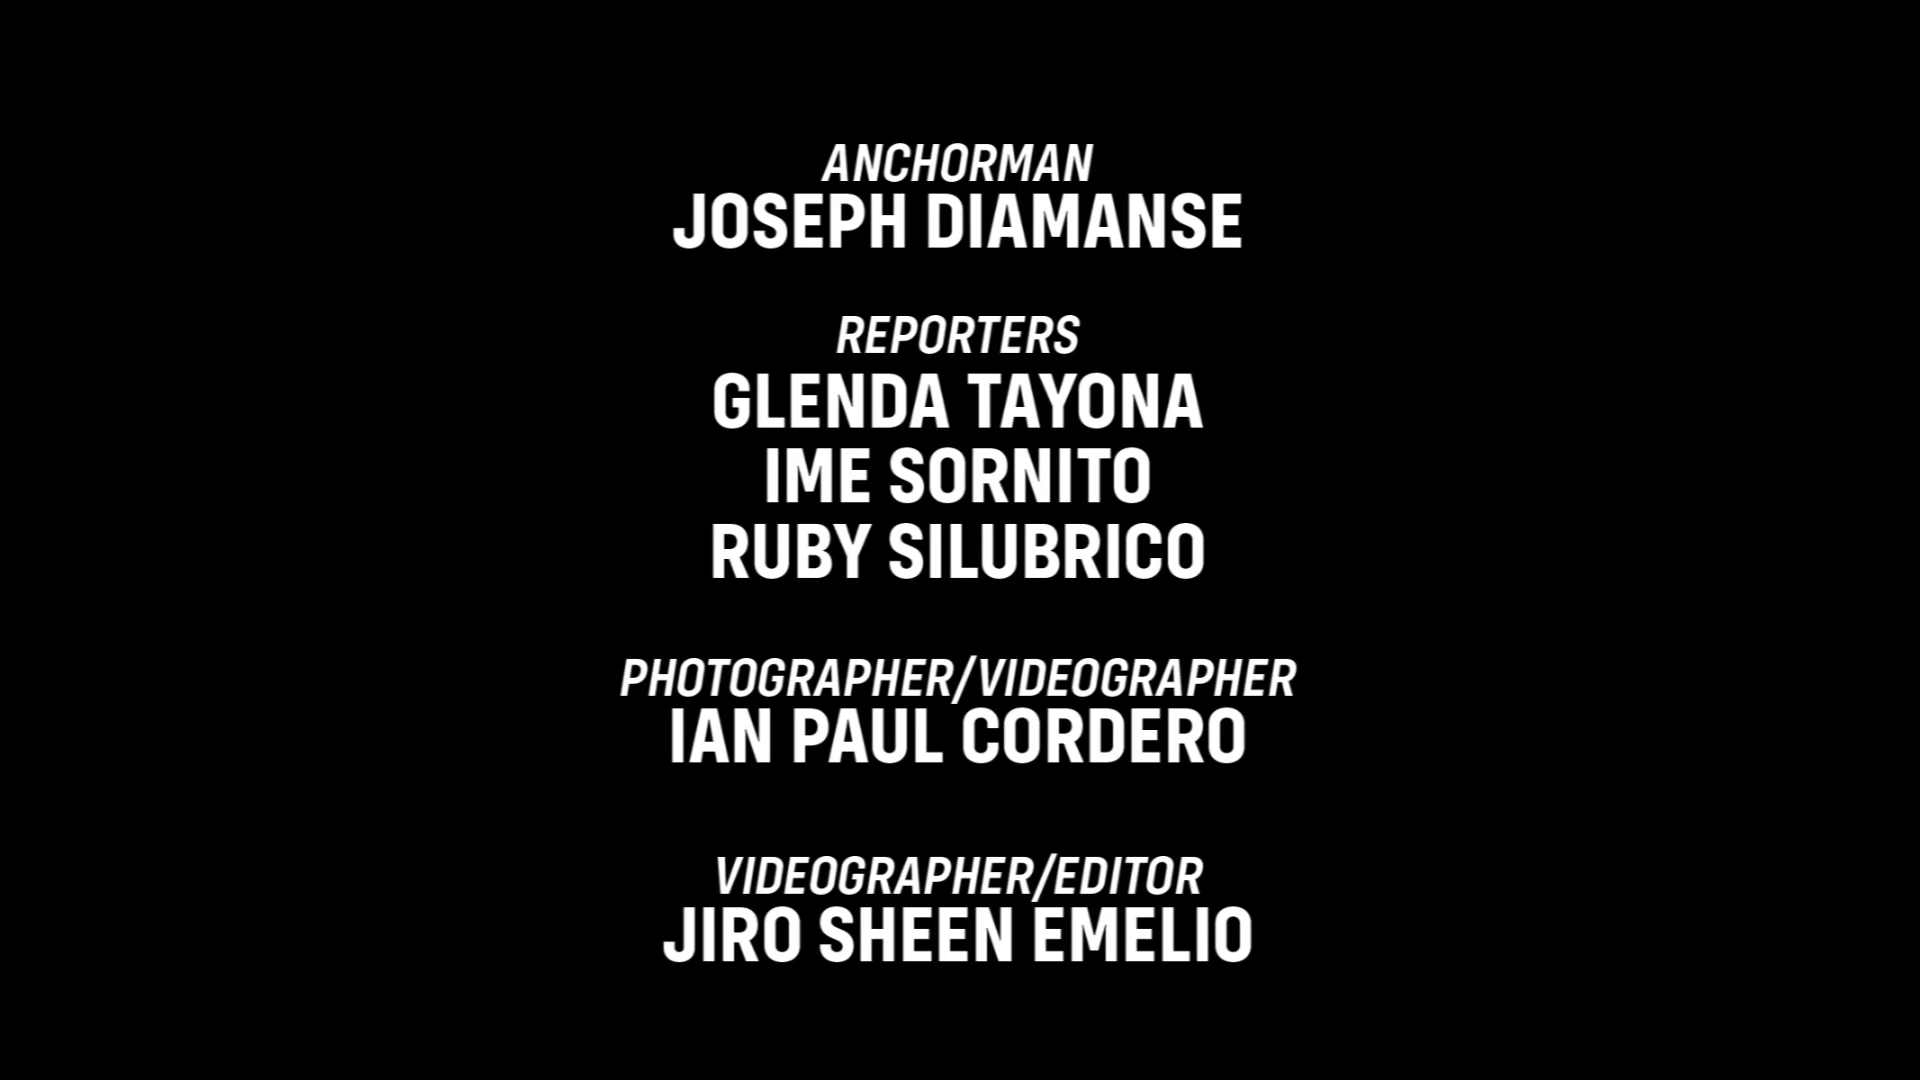 ANCHORMAN
JOSEPH DIAMANSE
REPORTERS
GLENDA TAYONA
IME SORNITO
RUBY SILUBRICO
PHOTOGRAPHER/VIDEOGRAPHER
IAN PAUL CORDERO
VIDEOGRAPHER/EDITOR
JIRO SHEEN EMELIO